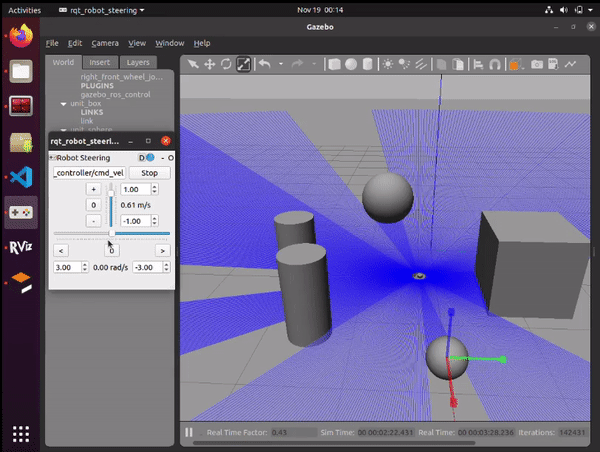 Activities
rqt_robot_steering
Nov 19 00:14
Gazebo
File Edit Camera View Window Help
World Insert Layers
right_front_wheel_jo...
PLUGINS
gazebo_ros_control
unit_box
LINKS
link
unit_sphere
rqt_robot_steeri...
Robot Steering
D
- O
_controller/cmd_vel
Stop
+
1.00
0
0.61 m/s
-
-1.00
<
0
>
3.00
0.00 rad/s
-3.00
RViz
Real Time Factor: 0.43
Sim Time: 00 00:02:22.431
Real Time: 00 00:03:28.236
Iterations: 142431